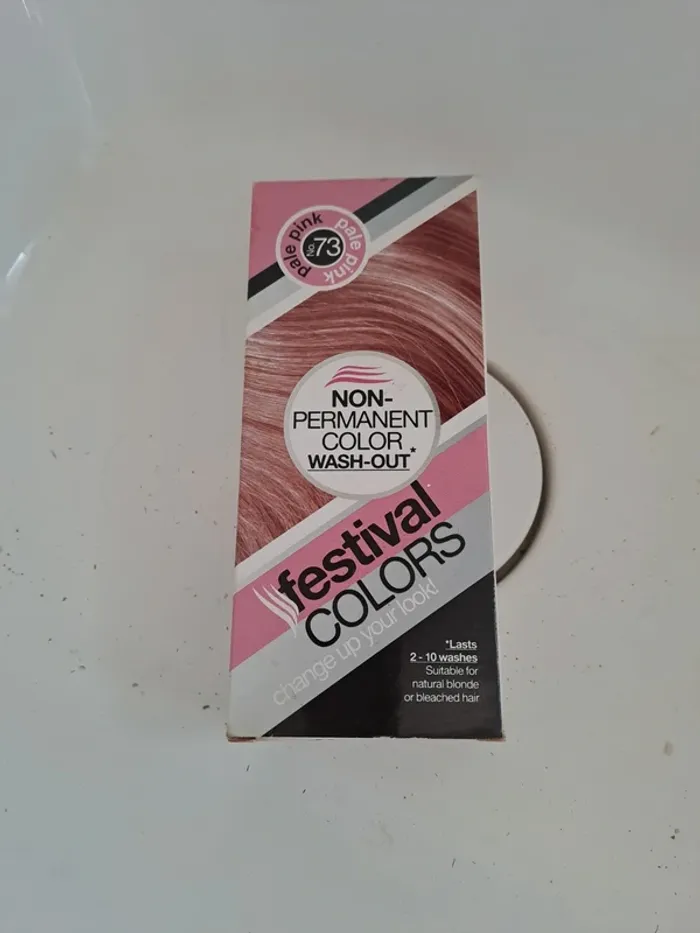 pale pink pale pink
No. 73
NON-
PERMANENT
COLOR
WASH-OUT*
festival
COLORS
change up your look!
*Lasts
2 - 10 washes
Suitable for
natural blonde
or bleached hair